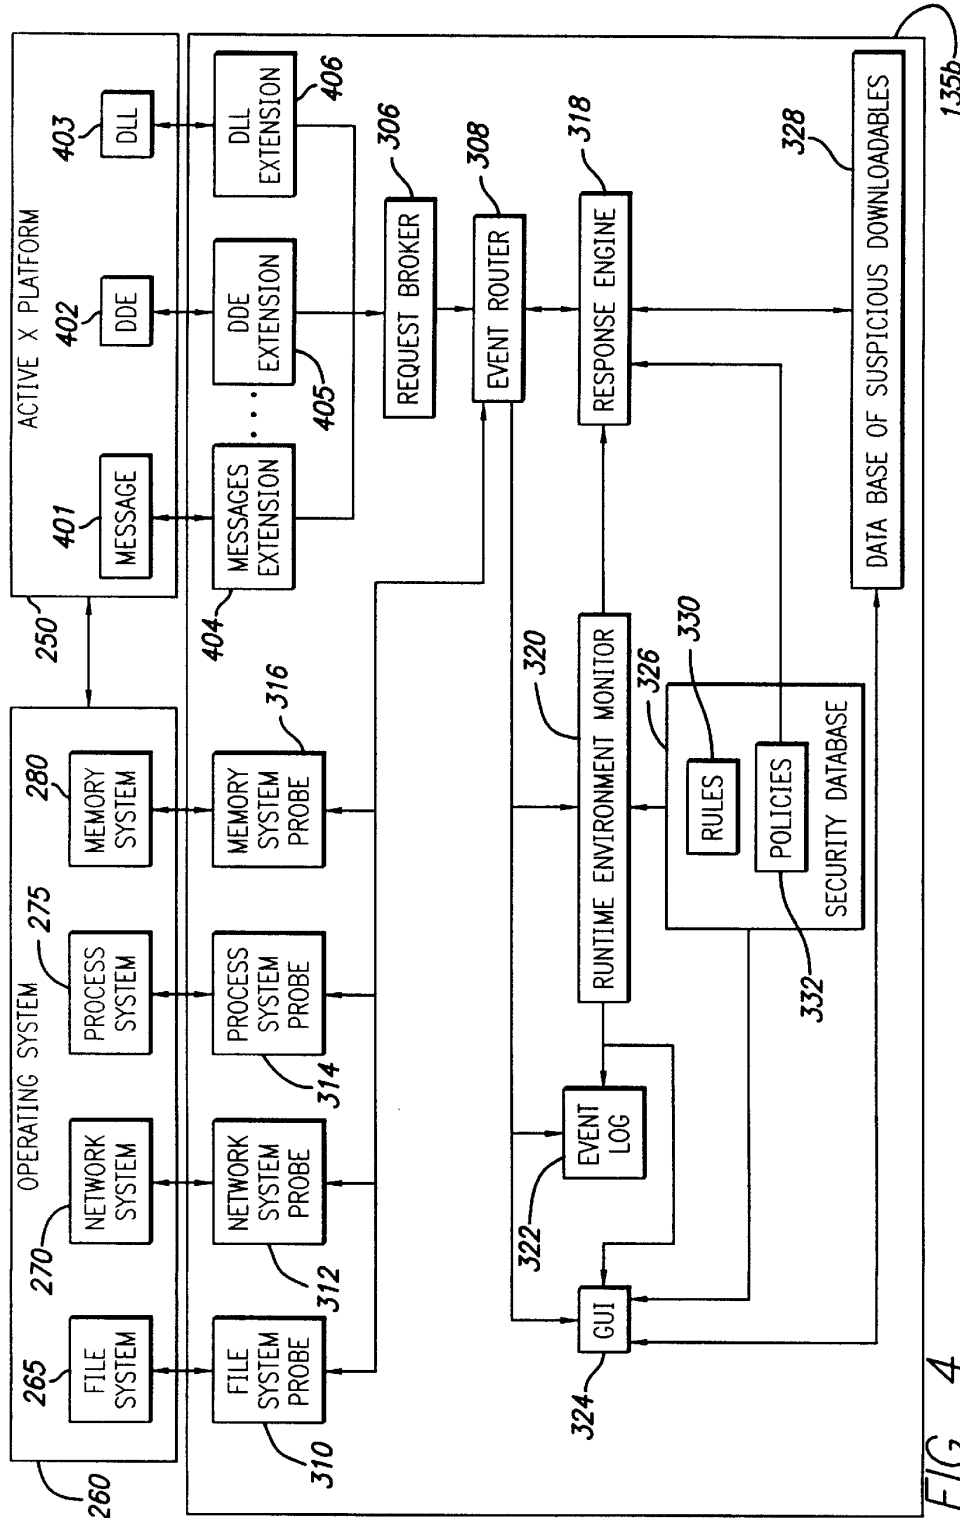 OPERATING SYSTEM
ACTIVE X PLATFORM
260
265
FILE
SYSTEM
270
NETWORK
SYSTEM
275
PROCESS
SYSTEM
280
MEMORY
SYSTEM
250
401
MESSAGE
402
DDE
403
DLL
FILE
SYSTEM
PROBE
310
NETWORK
SYSTEM
PROBE
312
PROCESS
SYSTEM
PROBE
314
MEMORY
SYSTEM
PROBE
316
MESSAGES
EXTENSION
404
....
DDE
EXTENSION
405
DLL
EXTENSION
406
REQUEST BROKER
306
EVENT ROUTER
308
GUI
324
EVENT
LOG
322
RUNTIME ENVIRONMENT MONITOR
320
RESPONSE ENGINE
318
326
RULES
330
POLICIES
332
SECURITY DATABASE
DATA BASE OF SUSPICIOUS DOWNLOADABLES
328
135b
FIG 4